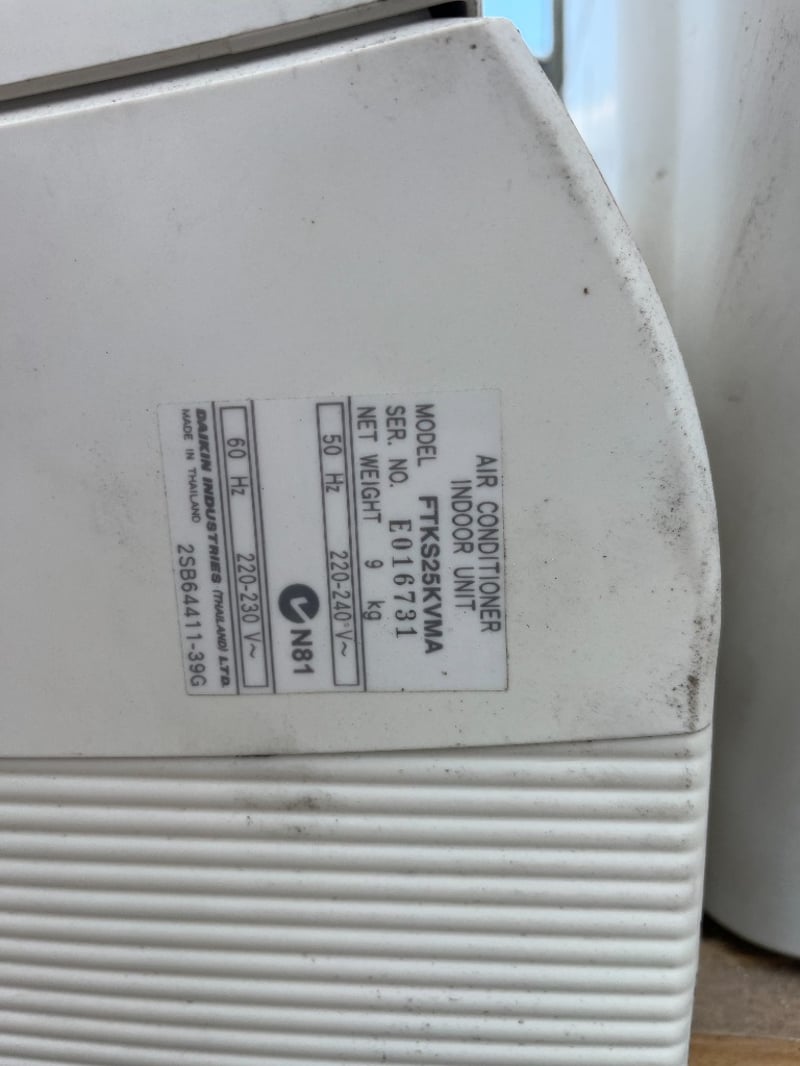 AIR CONDITIONER
INDOOR UNIT
MODEL FTKS25KVMA
SER. NO. E016731
NET WEIGHT 9 kg
50 Hz 220-240 V~
N81
60 Hz 220-230 V~
DAIKIN INDUSTRIES (THAILAND) LTD.
MADE IN THAILAND 2SB64411-39G